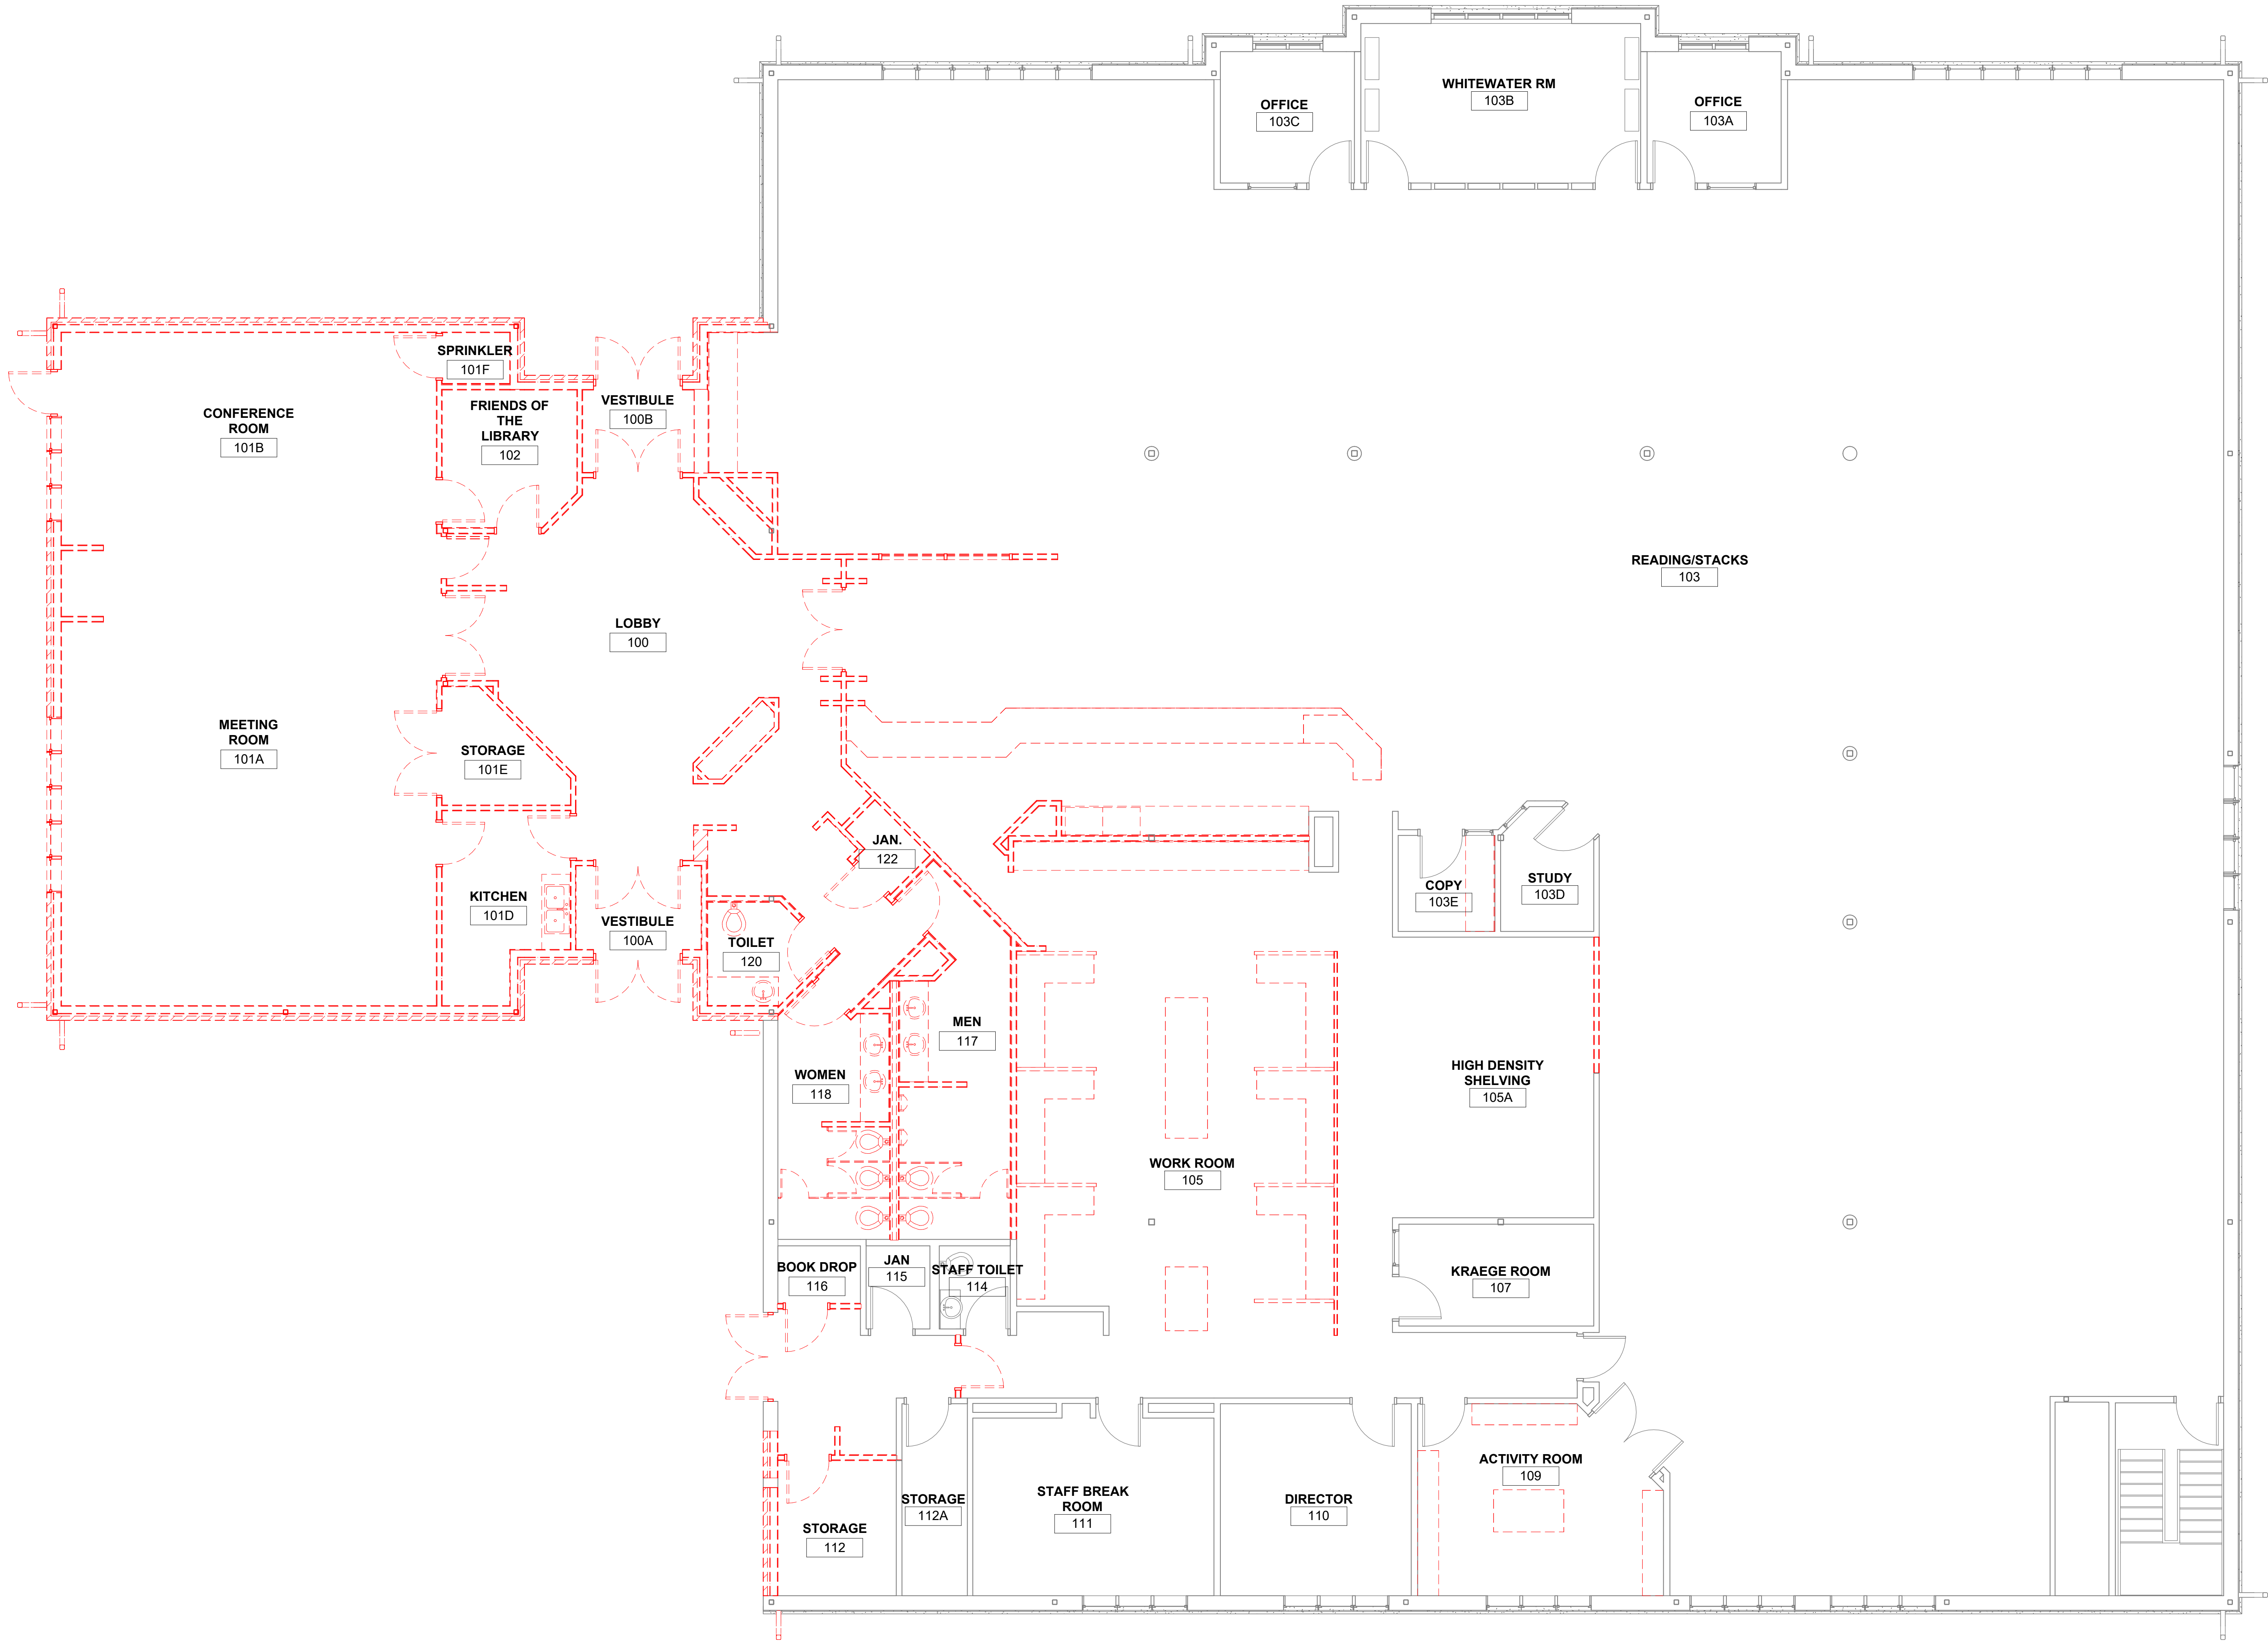 WHITEWATER RM
103B
OFFICE
103C
OFFICE
103A
SPRINKLER
101F
CONFERENCE
ROOM
101B
FRIENDS OF
THE
LIBRARY
102
VESTIBULE
100B
READING/STACKS
103
LOBBY
100
MEETING
ROOM
101A
STORAGE
101E
JAN.
122
COPY
103E
STUDY
103D
KITCHEN
101D
VESTIBULE
100A
TOILET
120
MEN
117
WOMEN
118
HIGH DENSITY
SHELVING
105A
WORK ROOM
105
BOOK DROP
116
JAN
115
STAFF TOILET
114
KRAEGE ROOM
107
ACTIVITY ROOM
109
STORAGE
112A
STAFF BREAK
ROOM
111
DIRECTOR
110
STORAGE
112